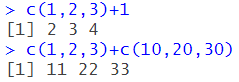 > c(1,2,3)+1
[1] 2 3 4
> c(1,2,3)+c(10,20,30)
[1] 11 22 33